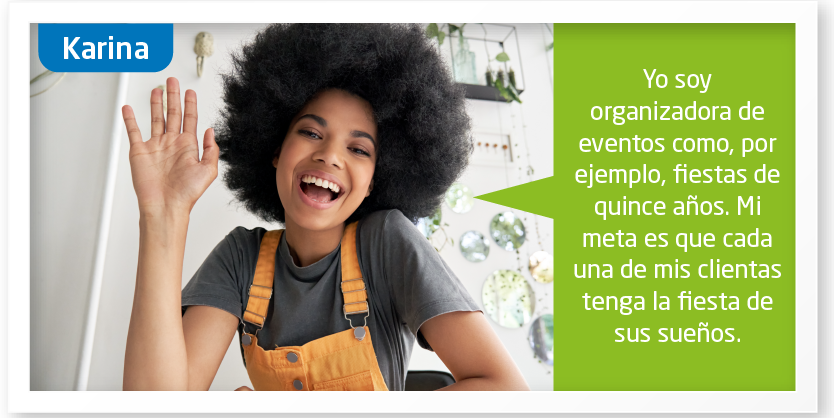 Karina
Yo soy
organizadora de
eventos como, por
ejemplo, fiestas de
quince años. Mi
meta es que cada
una de mis clientas
tenga la fiesta de
sus sueños.